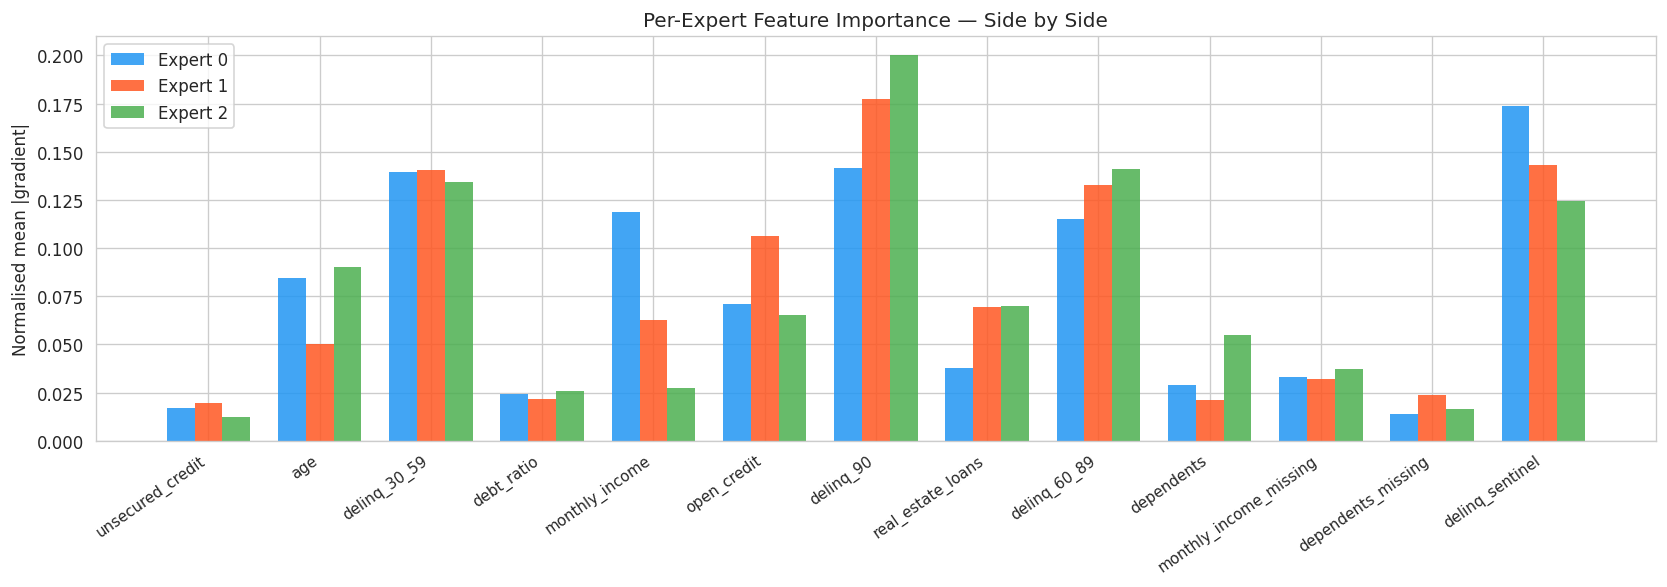 Per-Expert Feature Importance — Side by Side
Normalised mean |gradient|
0.200
0.175
0.150
0.125
0.100
0.075
0.050
0.025
0.000
Expert 0
Expert 1
Expert 2
unsecured_credit
age
delinq_30_59
debt_ratio
monthly_income
open_credit
delinq_90
real_estate_loans
delinq_60_89
dependents
monthly_income_missing
dependents_missing
delinq_sentinel